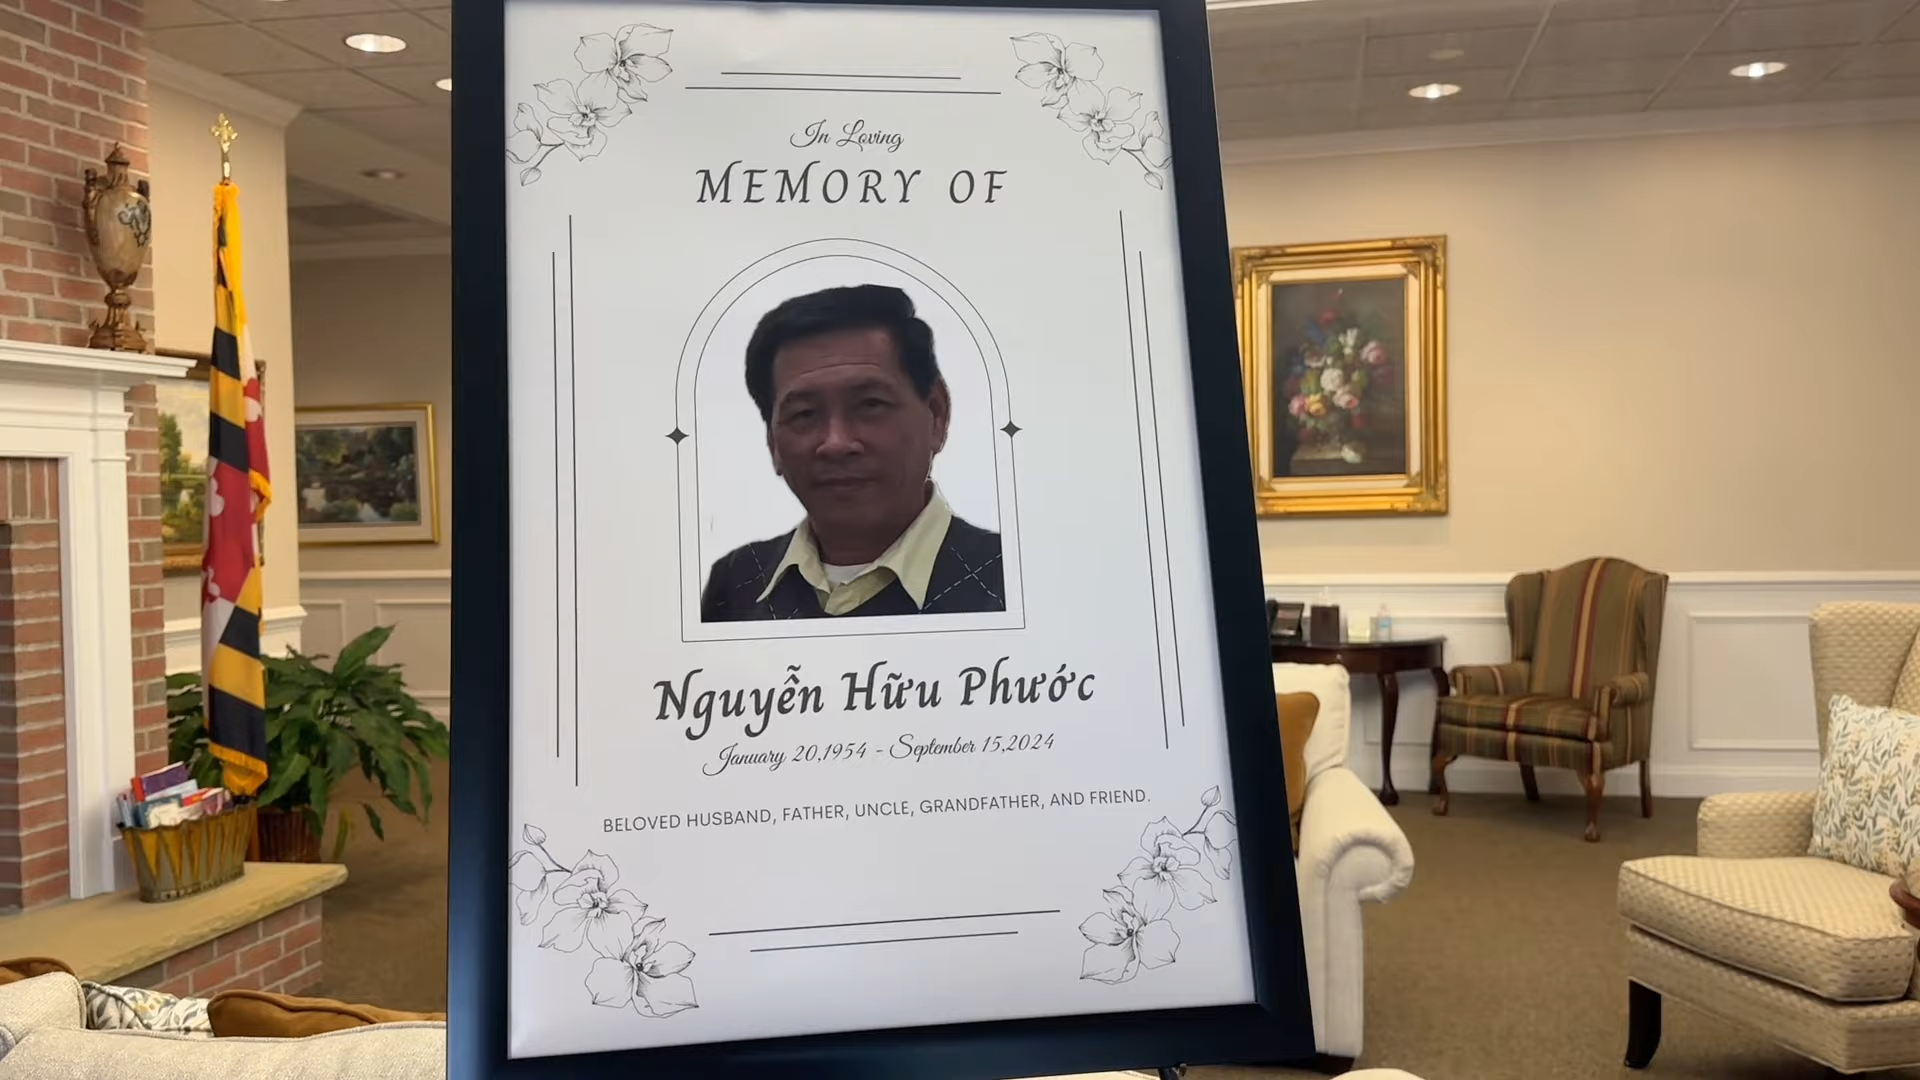 In Loving
MEMORY OF
Nguyễn Hữu Phước
January 20,1954 - September 15,2024
BELOVED HUSBAND, FATHER, UNCLE, GRANDFATHER, AND FRIEND.